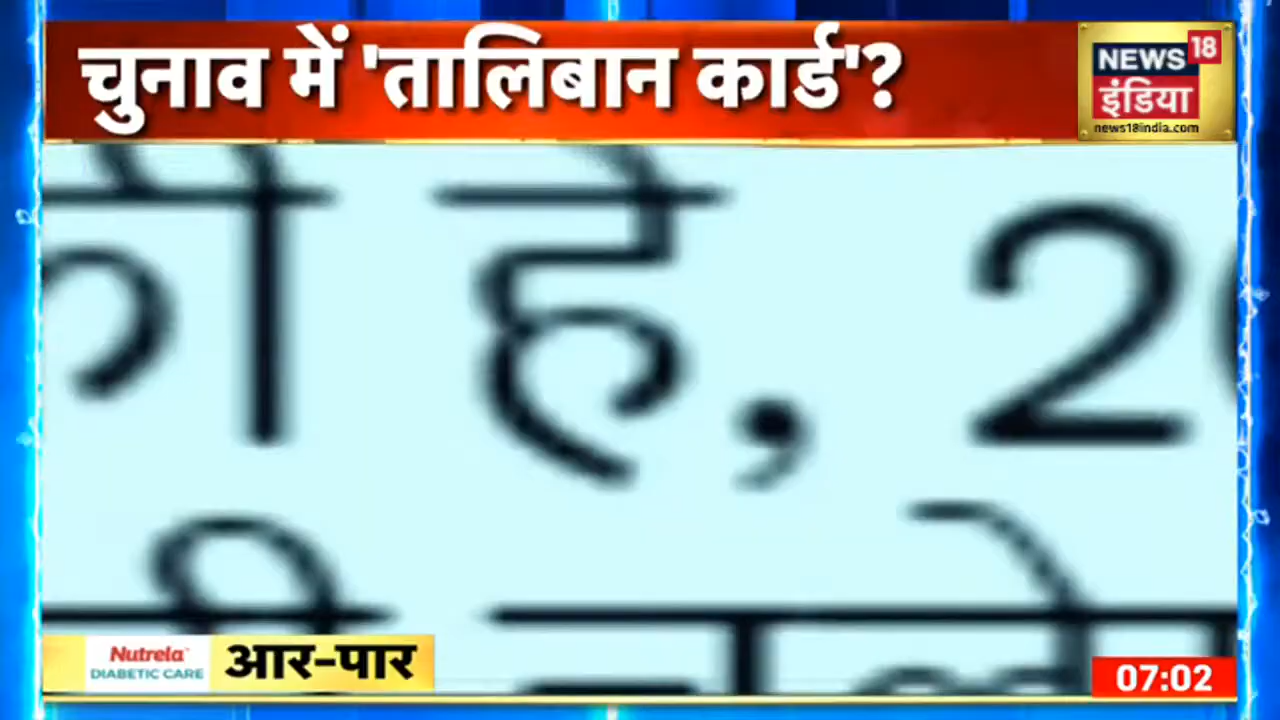 चुनाव में 'तालिबान कार्ड'?
NEWS 18
इंडिया
news18india.com
की है, 2
Nutrela
DIABETIC CARE
आर-पार
07:02